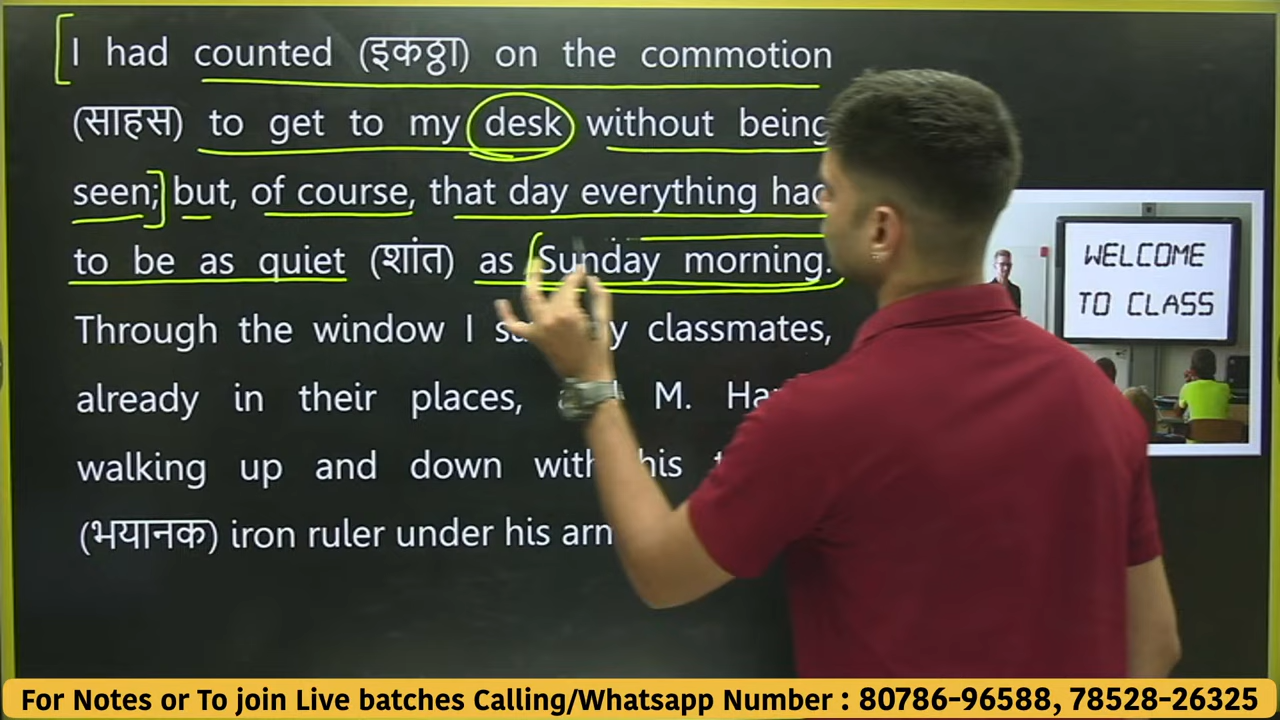 I had counted (इकठ्ठा) on the commotion
(साहस) to get to my desk without being
seen; but, of course, that day everything had
to be as quiet (शांत) as Sunday morning.
Through the window I classmates,
already in their places, M.
walking up and down with his
(भयानक) iron ruler under his
WELCOME
TO CLASS
For Notes or To join Live batches Calling/Whatsapp Number : 80786-96588, 78528-26325